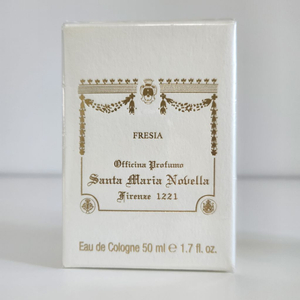 FRESIA
Officina Profumo
Santa Maria Novella
Firenze 1221
Eau de Cologne 50 ml ℮ 1.7 fl. oz.